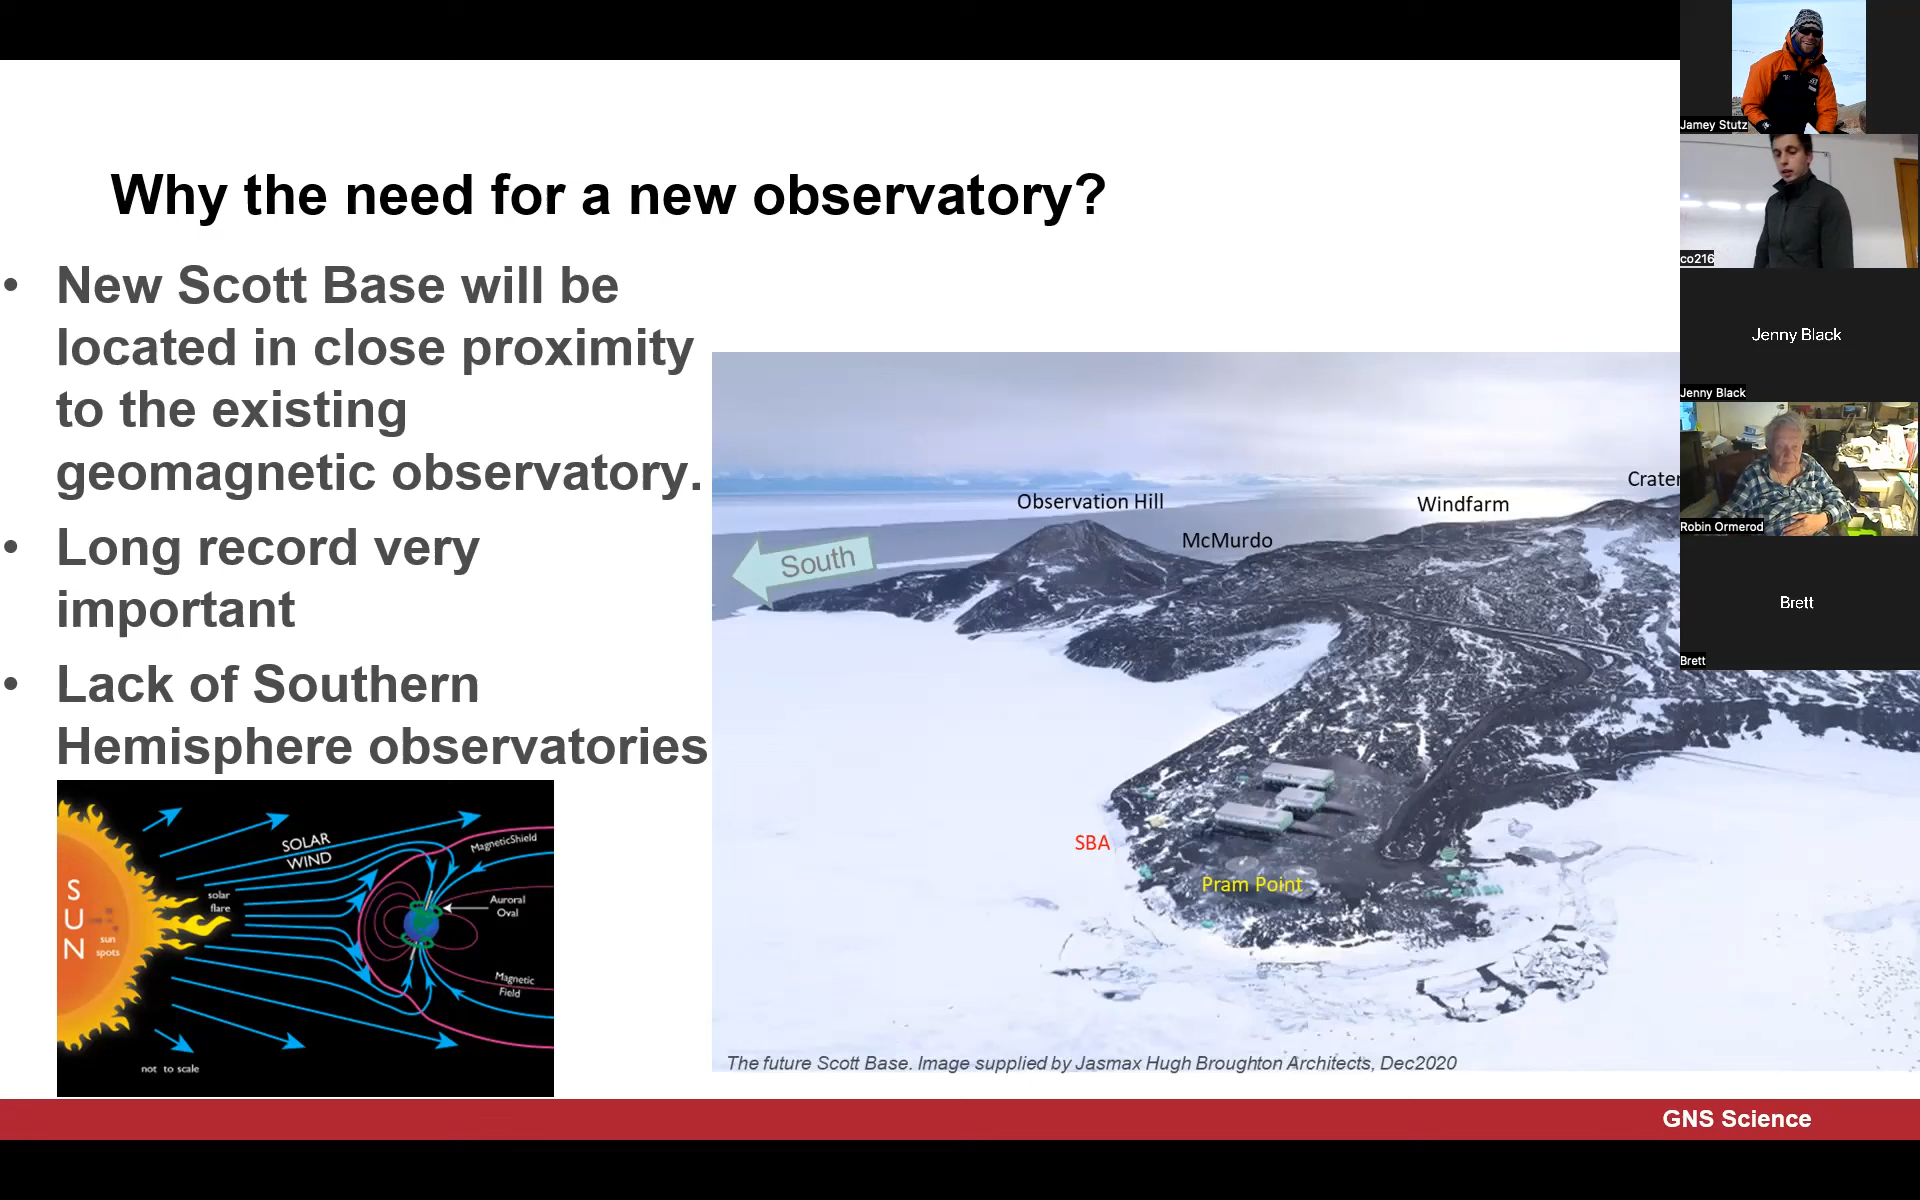 Why the need for a new observatory?
• New Scott Base will be
located in close proximity
to the existing
geomagnetic observatory.
• Long record very
important
• Lack of Southern
Hemisphere observatories
SUN
sun
spots
solar
flare
SOLAR
WIND
Magnetic Shield
Auroral
Oval
Magnetic
Field
not to scale
South
Observation Hill
McMurdo
Windfarm
Crater
SBA
Pram Point
The future Scott Base. Image supplied by Jasmax Hugh Broughton Architects, Dec2020
GNS Science
Jamey Stutz
co216
Jenny Black
Jenny Black
Robin Ormerod
Brett
Brett